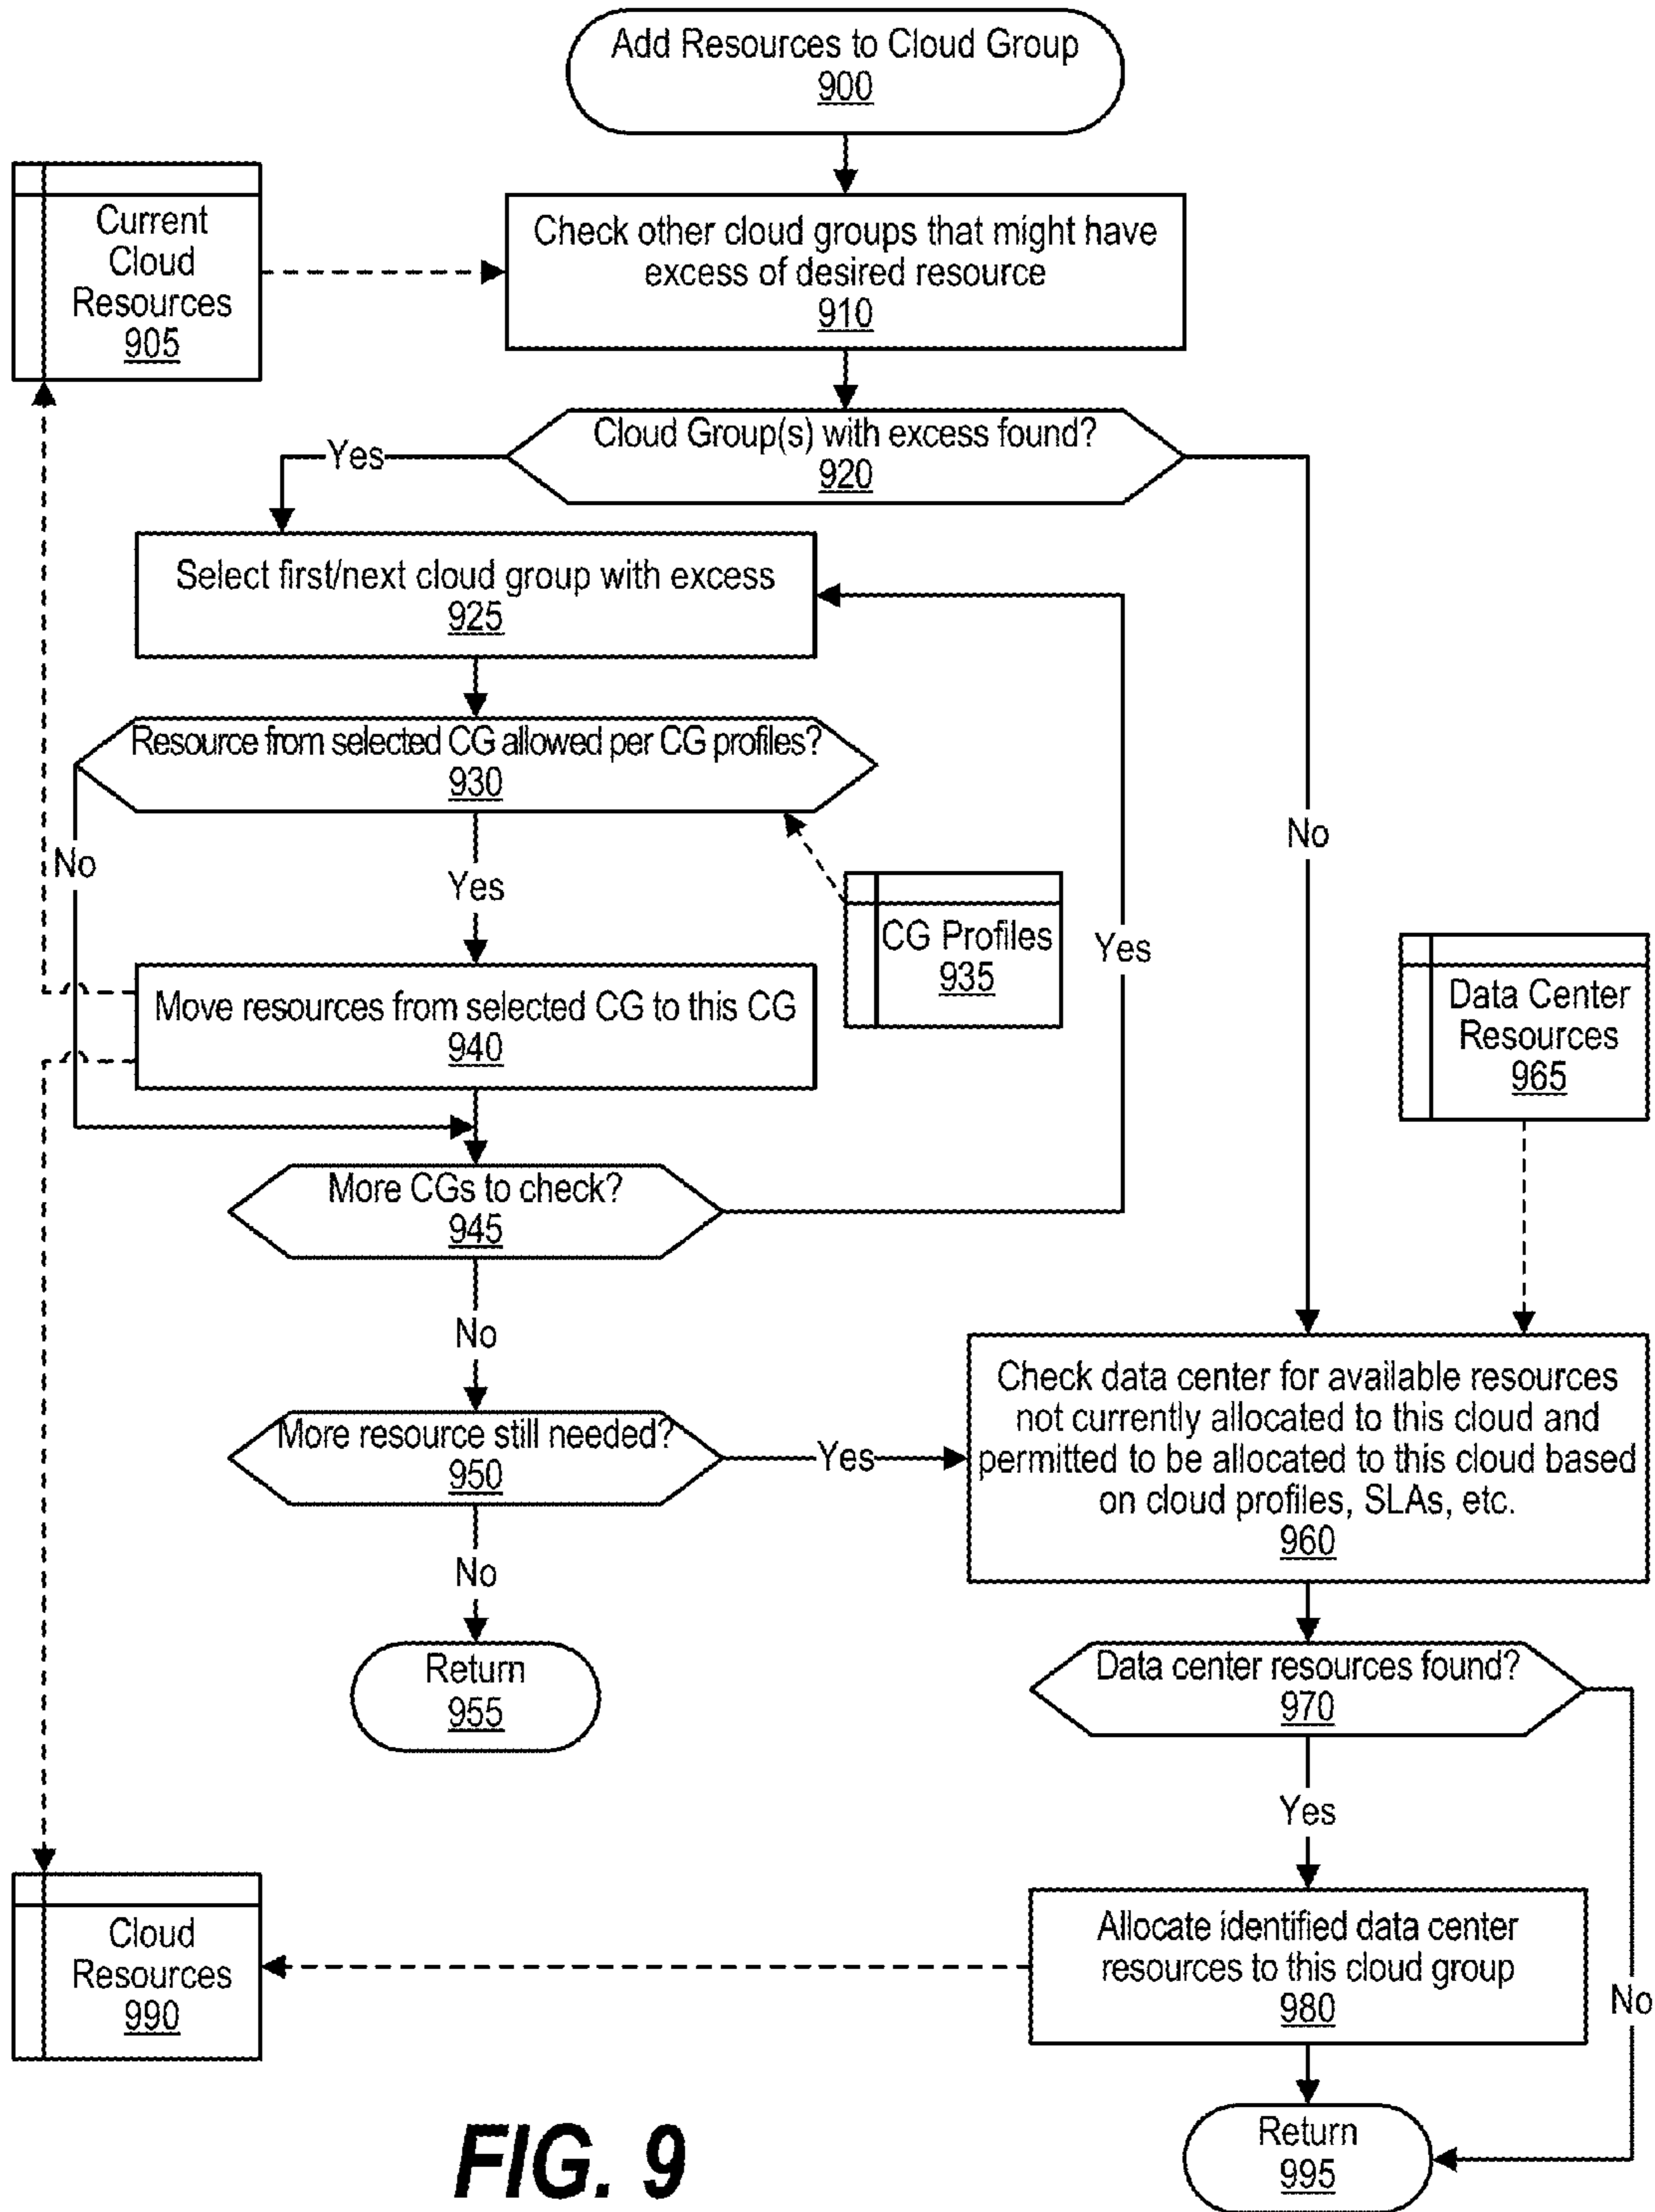 Add Resources to Cloud Group
900
Current
Cloud
Resources
905
Check other cloud groups that might have
excess of desired resource
910
Cloud Group(s) with excess found?
920
Yes
Select first/next cloud group with excess
925
Resource from selected CG allowed per CG profiles?
930
No
No
Yes
CG Profiles
935
Yes
Data Center
Resources
965
Move resources from selected CG to this CG
940
More CGs to check?
945
No
Check data center for available resources
not currently allocated to this cloud and
permitted to be allocated to this cloud based
on cloud profiles, SLAs, etc.
960
More resource still needed?
950
Yes
No
Return
955
Data center resources found?
970
Yes
Cloud
Resources
990
Allocate identified data center
resources to this cloud group
980
No
Return
995
FIG. 9